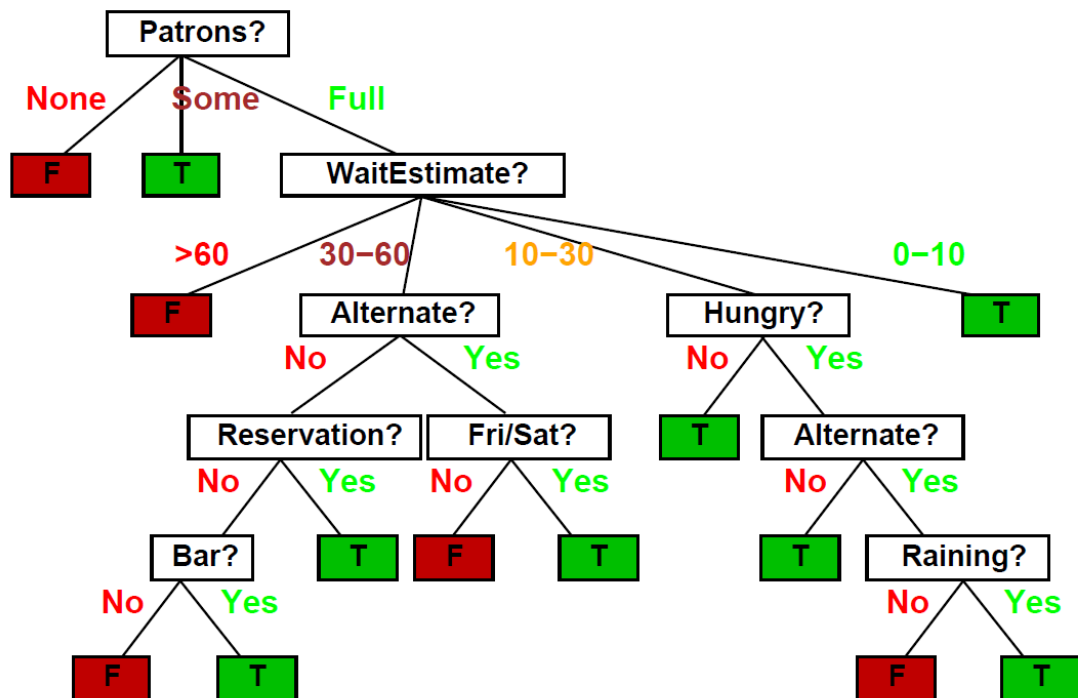 Patrons?
None Some Full
F T WaitEstimate?
>60 30−60 10−30 0−10
F Alternate? Hungry? T
No Yes No Yes
Reservation? Fri/Sat? T Alternate?
No Yes No Yes No Yes
Bar? T F T T Raining?
No Yes No Yes
F T F T